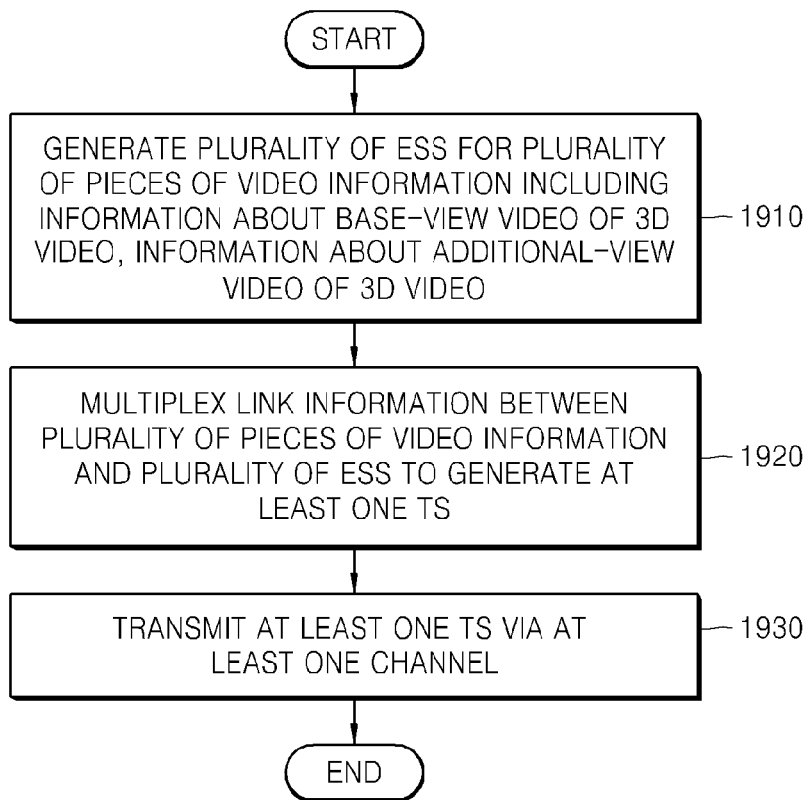 START
GENERATE PLURALITY OF ESS FOR PLURALITY
OF PIECES OF VIDEO INFORMATION INCLUDING
INFORMATION ABOUT BASE-VIEW VIDEO OF 3D
VIDEO, INFORMATION ABOUT ADDITIONAL-VIEW
VIDEO OF 3D VIDEO
1910
MULTIPLEX LINK INFORMATION BETWEEN
PLURALITY OF PIECES OF VIDEO INFORMATION
AND PLURALITY OF ESS TO GENERATE AT
LEAST ONE TS
1920
TRANSMIT AT LEAST ONE TS VIA AT
LEAST ONE CHANNEL
1930
END